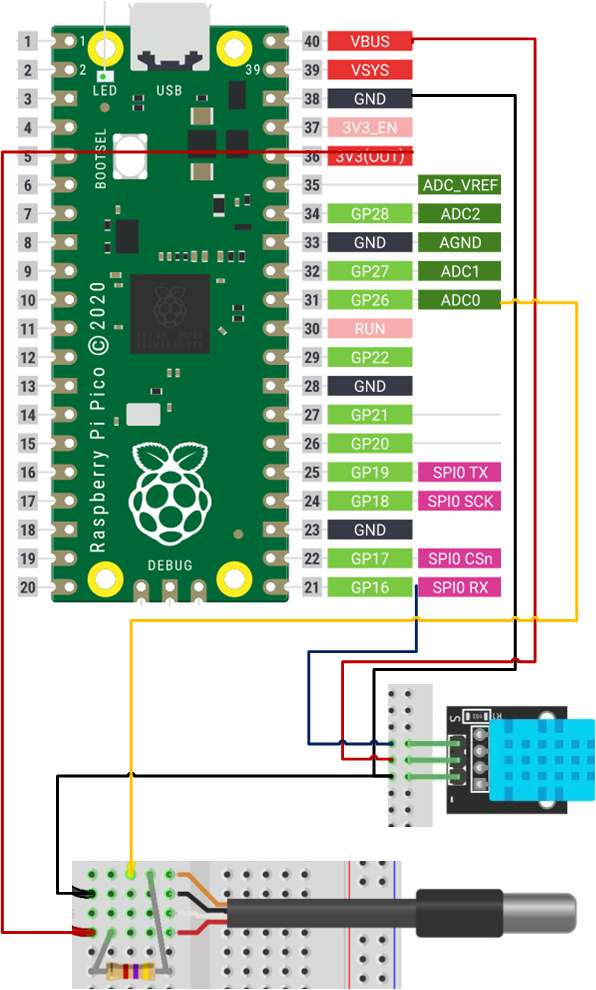 1 1 40 VBUS
2 2 39 39 VSYS
LED USB
3 38 GND
4 37 3V3_EN
BOOTSEL
5 36 3V3(OUT)
6 35 ADC_VREF
7 34 GP28 ADC2
8 33 GND AGND
9 32 GP27 ADC1
10 31 GP26 ADC0
11 30 RUN
12 29 GP22
13 28 GND
14 27 GP21
15 26 GP20
16 25 GP19 SPI0 TX
17 24 GP18 SPI0 SCK
18 23 GND
19 22 GP17 SPI0 CSn
20 21 GP16 SPI0 RX
Raspberry Pi Pico © 2020
DEBUG
S
R1
103
-